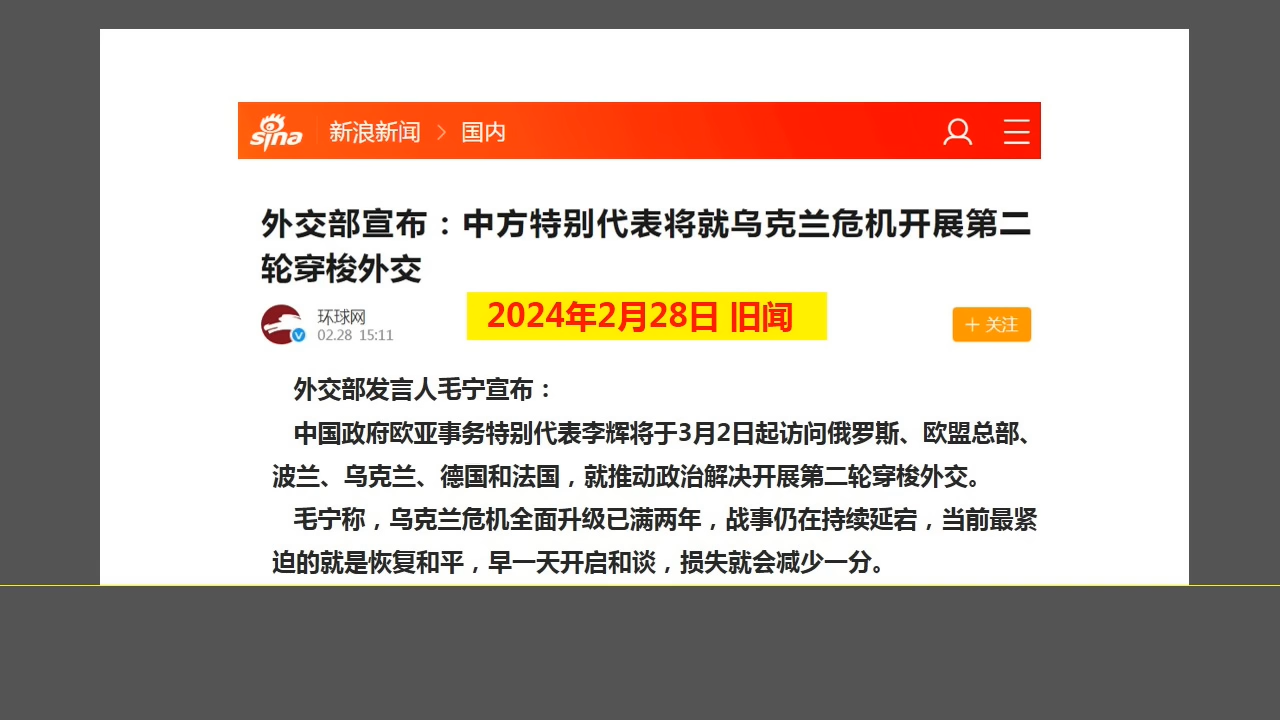 sina 新浪新闻 > 国内
外交部宣布：中方特别代表将就乌克兰危机开展第二
轮穿梭外交
环球网
02.28 15:11
2024年2月28日 旧闻
+ 关注
外交部发言人毛宁宣布：
中国政府欧亚事务特别代表李辉将于3月2日起访问俄罗斯、欧盟总部、
波兰、乌克兰、德国和法国，就推动政治解决开展第二轮穿梭外交。
毛宁称，乌克兰危机全面升级已满两年，战事仍在持续延宕，当前最紧
迫的就是恢复和平，早一天开启和谈，损失就会减少一分。